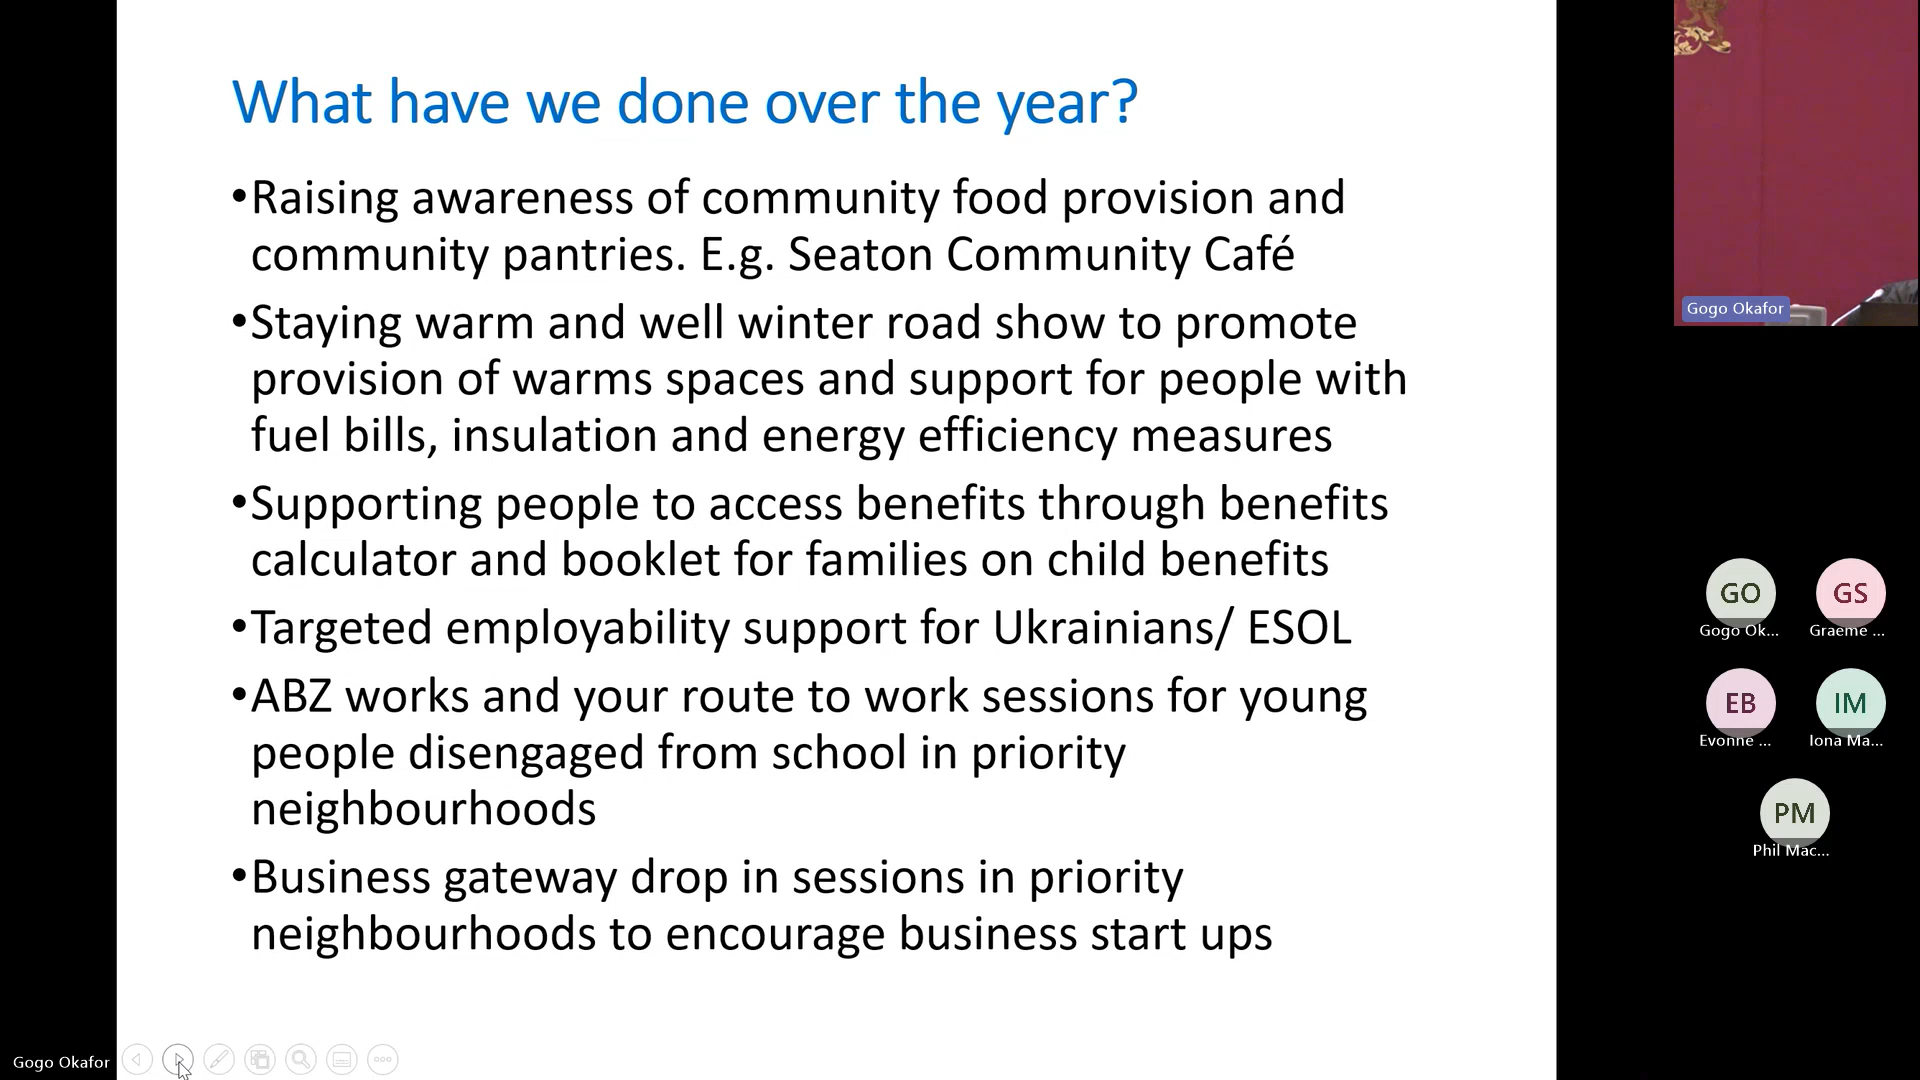 What have we done over the year?
•Raising awareness of community food provision and
community pantries. E.g. Seaton Community Café
•Staying warm and well winter road show to promote
provision of warms spaces and support for people with
fuel bills, insulation and energy efficiency measures
•Supporting people to access benefits through benefits
calculator and booklet for families on child benefits
•Targeted employability support for Ukrainians/ ESOL
•ABZ works and your route to work sessions for young
people disengaged from school in priority
neighbourhoods
•Business gateway drop in sessions in priority
neighbourhoods to encourage business start ups
Gogo Okafor
Gogo Okafor
GO GS
Gogo Ok... Graeme ...
EB IM
Evonne ... Iona Ma...
PM
Phil Mac...